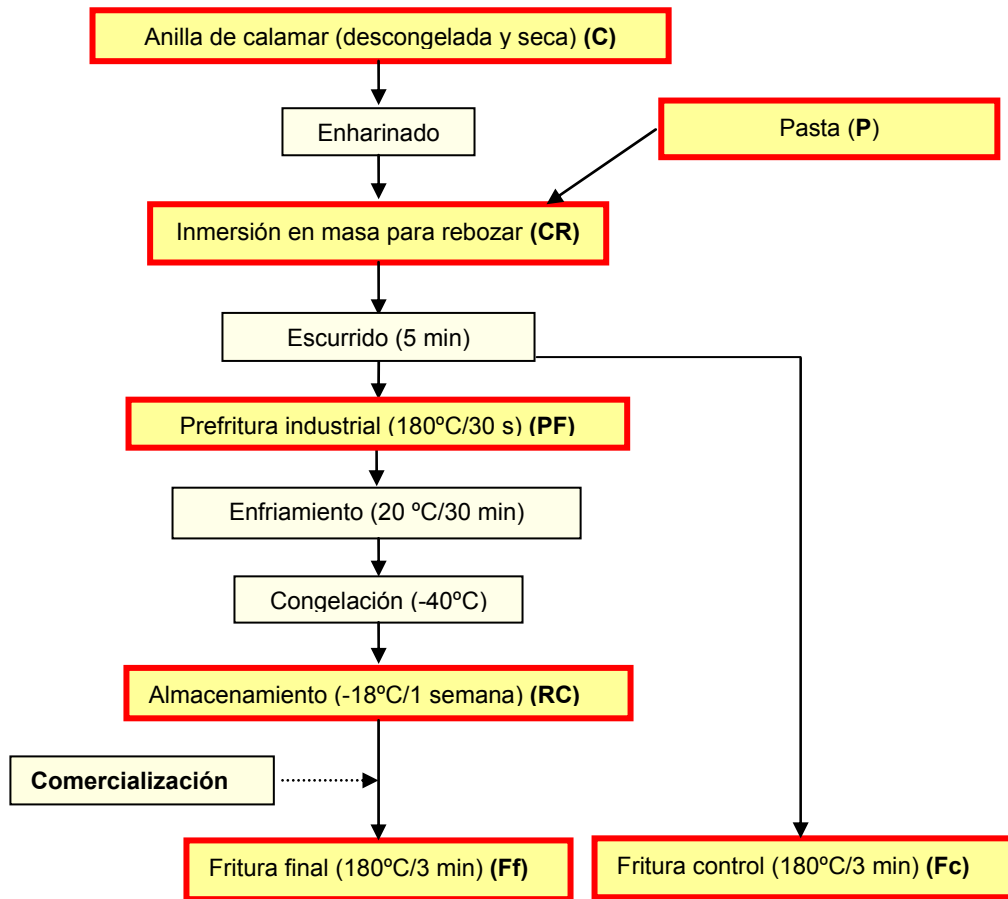 Anilla de calamar (descongelada y seca) (C)
Enharinado
Pasta (P)
Inmersión en masa para rebozar (CR)
Escurrido (5 min)
Prefritura industrial (180ºC/30 s) (PF)
Enfriamiento (20 ºC/30 min)
Congelación (-40ºC)
Almacenamiento (-18ºC/1 semana) (RC)
Comercialización
Fritura final (180ºC/3 min) (Ff)
Fritura control (180ºC/3 min) (Fc)